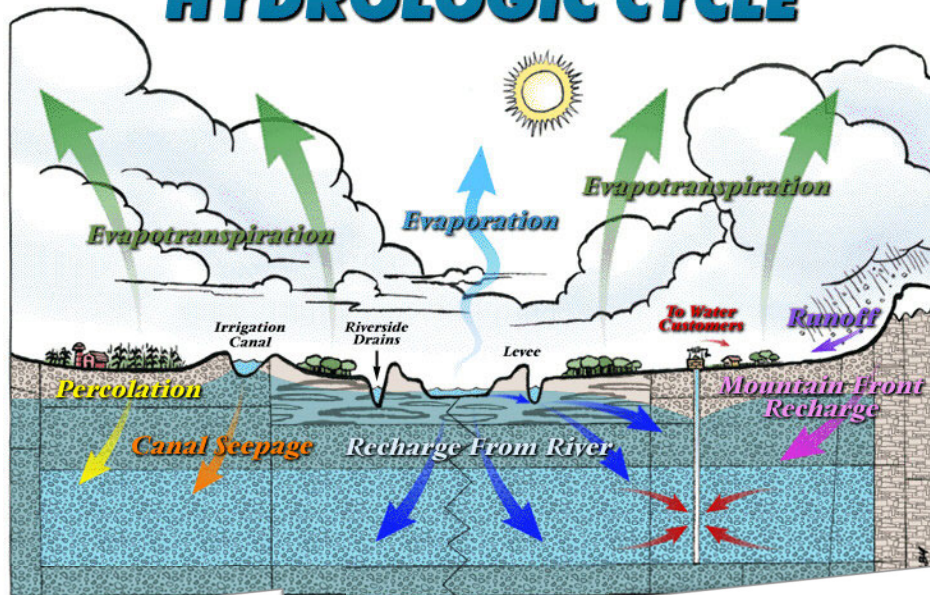 HYDROLOGIC CYCLE
Evapotranspiration
Evaporation
Evapotranspiration
Irrigation
Canal
Riverside
Drains
Levee
To Water
Customers
Runoff
Percolation
Mountain Front
Recharge
Canal Seepage
Recharge From River